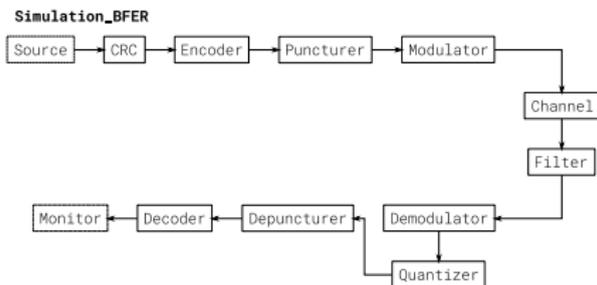 Simulation_BFER
Source
CRC
Encoder
Puncturer
Modulator
Channel
Filter
Demodulator
Quantizer
Depuncturer
Decoder
Monitor